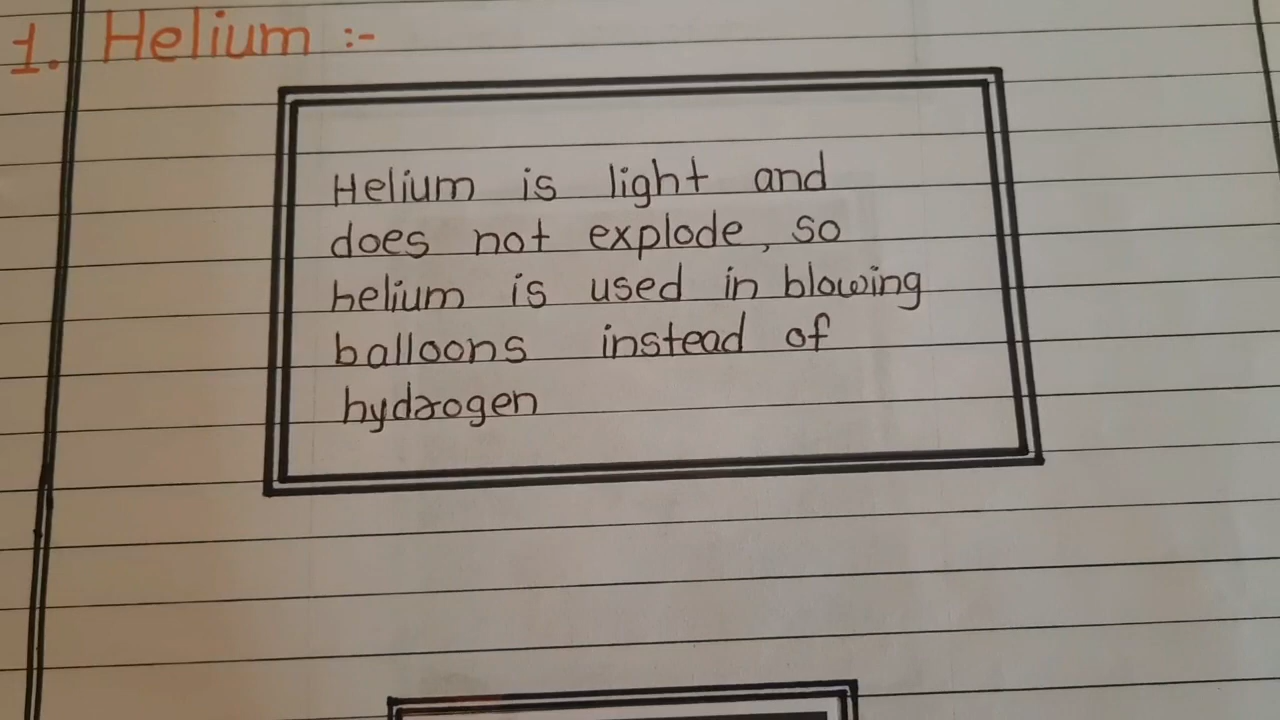 1. Helium :-
Helium is light and
does not explode, so
helium is used in blowing
balloons instead of
hydrogen